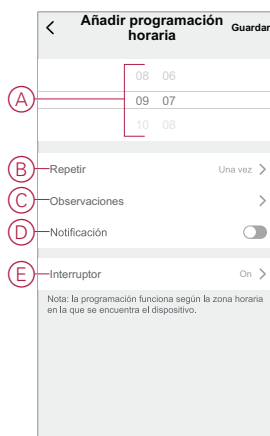 Añadir programación
horaria
Guardar
08 06
A
09 07
10 08
B
Repetir
Una vez
C
Observaciones
D
Notificación
E
Interruptor
On
Nota: la programación funciona según la zona horaria
en la que se encuentra el dispositivo.